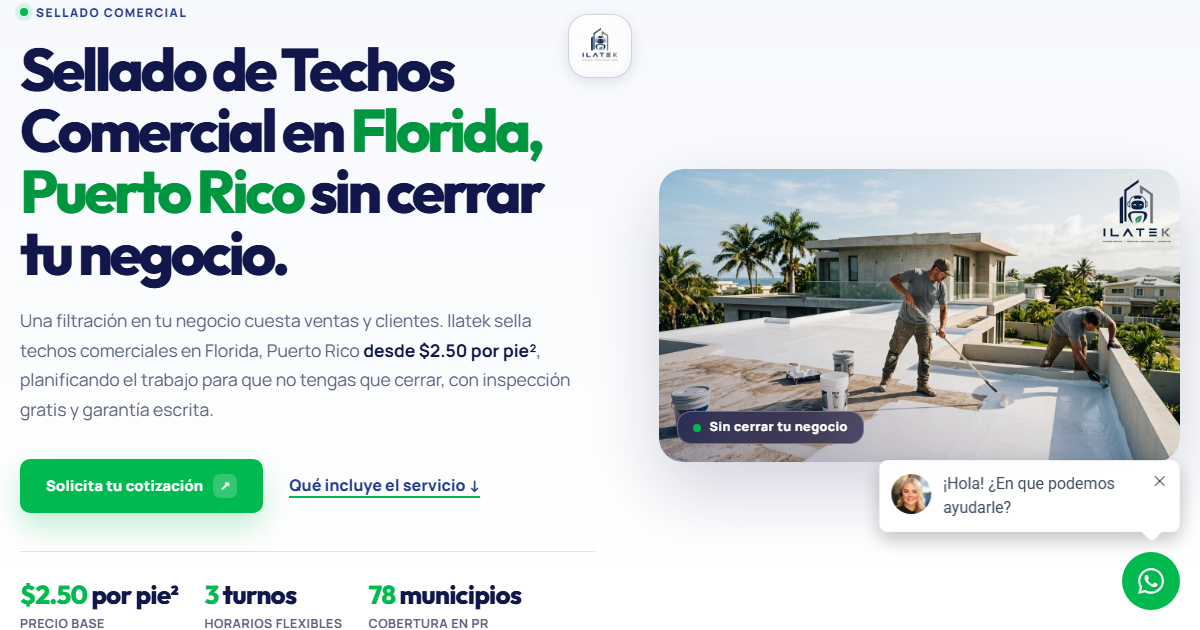 SELLADO COMERCIAL
ILATEK
Sellado de Techos
Comercial en Florida,
Puerto Rico sin cerrar
tu negocio.
Una filtración en tu negocio cuesta ventas y clientes. Ilatek sella
techos comerciales en Florida, Puerto Rico desde $2.50 por pie²,
planificando el trabajo para que no tengas que cerrar, con inspección
gratis y garantía escrita.
Solicita tu cotización ↗
Qué incluye el servicio ↓
ILATEK
Sin cerrar tu negocio
¡Hola! ¿En que podemos
ayudarle?
$2.50 por pie²
PRECIO BASE
3 turnos
HORARIOS FLEXIBLES
78 municipios
COBERTURA EN PR